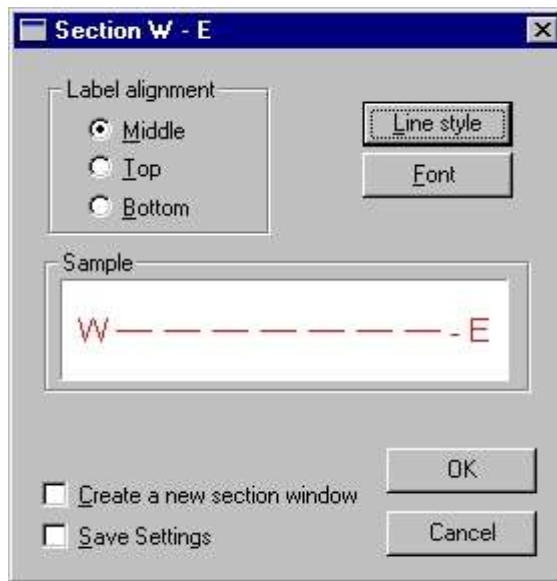 Section W - E
Label alignment
Middle
Top
Bottom
Line style
Font
Sample
W — — — — — — — - E
Create a new section window
Save Settings
OK
Cancel